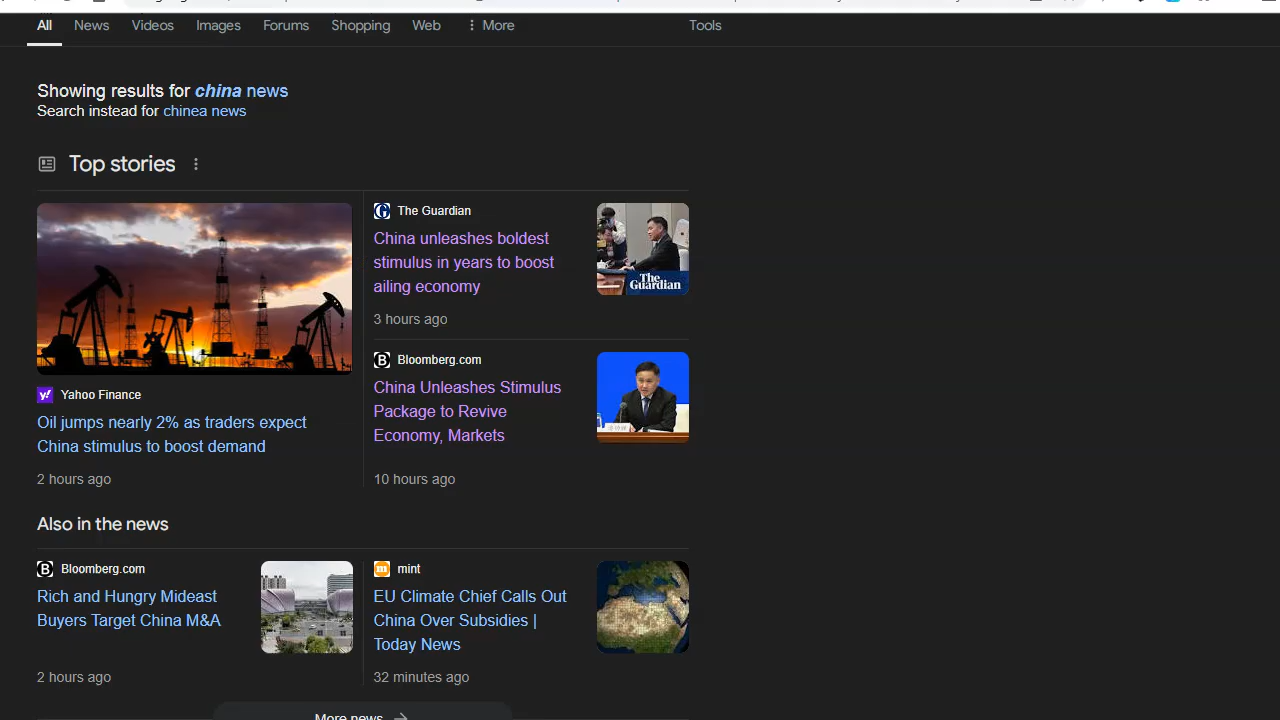 All
News
Videos
Images
Forums
Shopping
Web
More
Tools
Showing results for china news
Search instead for chinea news
Top stories
Yahoo Finance
Oil jumps nearly 2% as traders expect
China stimulus to boost demand
2 hours ago
The Guardian
China unleashes boldest
stimulus in years to boost
ailing economy
3 hours ago
The
Guardian
Bloomberg.com
China Unleashes Stimulus
Package to Revive
Economy, Markets
10 hours ago
Also in the news
Bloomberg.com
Rich and Hungry Mideast
Buyers Target China M&A
2 hours ago
mint
EU Climate Chief Calls Out
China Over Subsidies |
Today News
32 minutes ago
More news